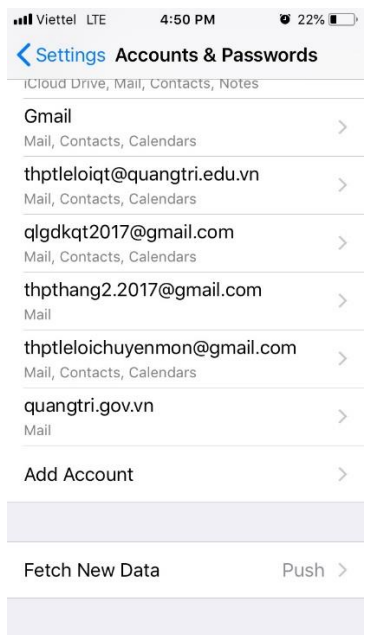 Viettel LTE 4:50 PM 22%
Settings Accounts & Passwords
iCloud Drive, Mail, Contacts, Notes
Gmail
Mail, Contacts, Calendars
thptleloiqt@quangtri.edu.vn
Mail, Contacts, Calendars
qlgdkqt2017@gmail.com
Mail, Contacts, Calendars
thpthang2.2017@gmail.com
Mail
thptleloichuyenmon@gmail.com
Mail, Contacts, Calendars
quangtri.gov.vn
Mail
Add Account
Fetch New Data Push